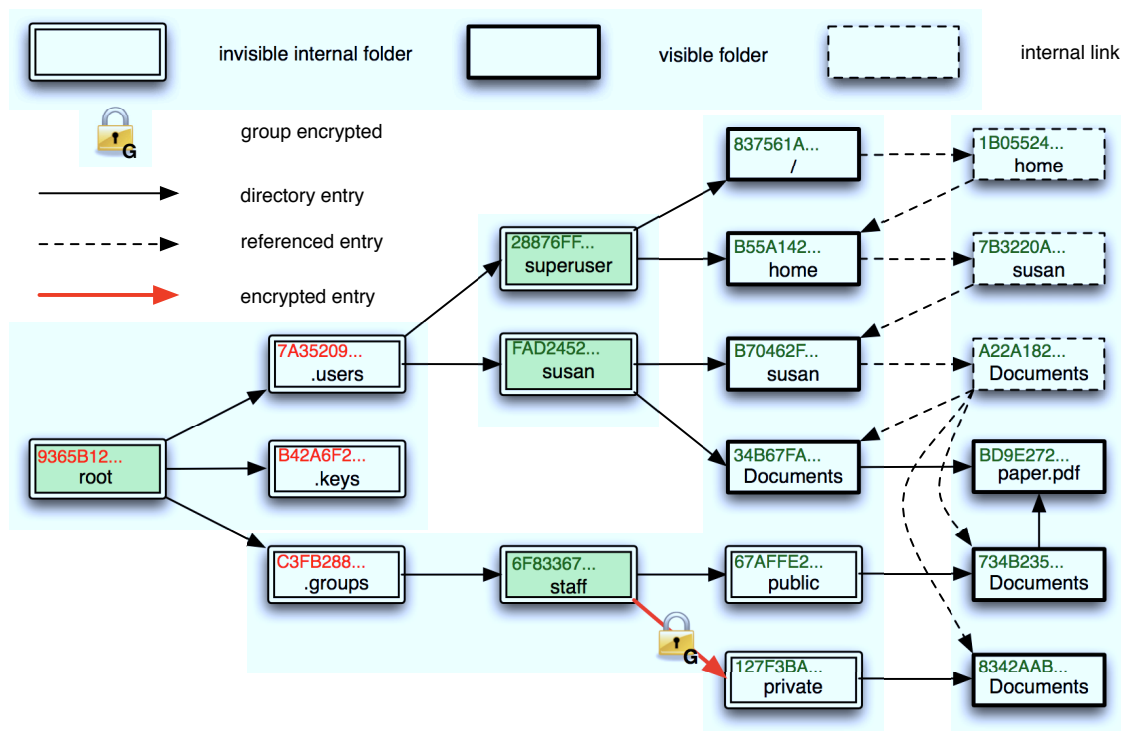 invisible internal folder
visible folder
internal link
G
group encrypted
directory entry
referenced entry
encrypted entry
837561A...
/
1B05524...
home
28876FF...
superuser
B55A142...
home
7B3220A...
susan
7A35209...
.users
FAD2452...
susan
B70462F...
susan
A22A182...
Documents
9365B12...
root
B42A6F2...
.keys
34B67FA...
Documents
BD9E272...
paper.pdf
C3FB288...
.groups
6F83367...
staff
67AFFE2...
public
734B235...
Documents
G
127F3BA...
private
8342AAB...
Documents